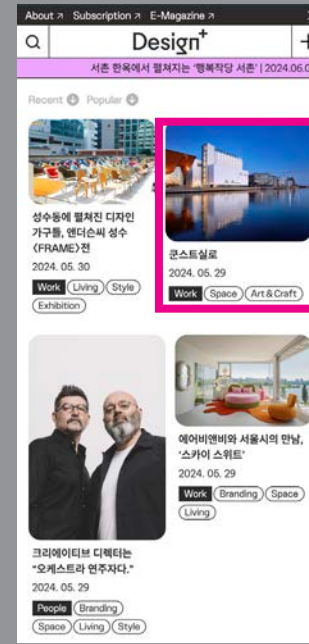 About ↗ Subscription ↗ E-Magazine ↗
Design+
서촌 한옥에서 펼쳐지는 '행복작당 서촌' | 2024.06.0
Recent Popular
성수동에 펼쳐진 디자인
가구들, 앤더슨씨 성수
〈FRAME〉전
2024. 05. 30
Work Living Style
Exhibition
쿤스트실로
2024. 05. 29
Work Space Art & Craft
크리에이티브 디렉터는
"오케스트라 연주자다."
2024. 05. 29
People Branding
Space Living Style
에어비앤비와 서울시의 만남,
'스카이 스위트'
2024. 05. 29
Work Branding Space
Living